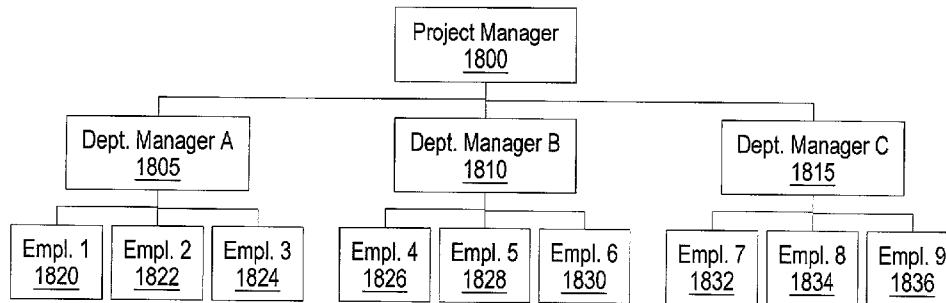 Project Manager
1800
Dept. Manager A
1805
Dept. Manager B
1810
Dept. Manager C
1815
Empl. 1
1820
Empl. 2
1822
Empl. 3
1824
Empl. 4
1826
Empl. 5
1828
Empl. 6
1830
Empl. 7
1832
Empl. 8
1834
Empl. 9
1836